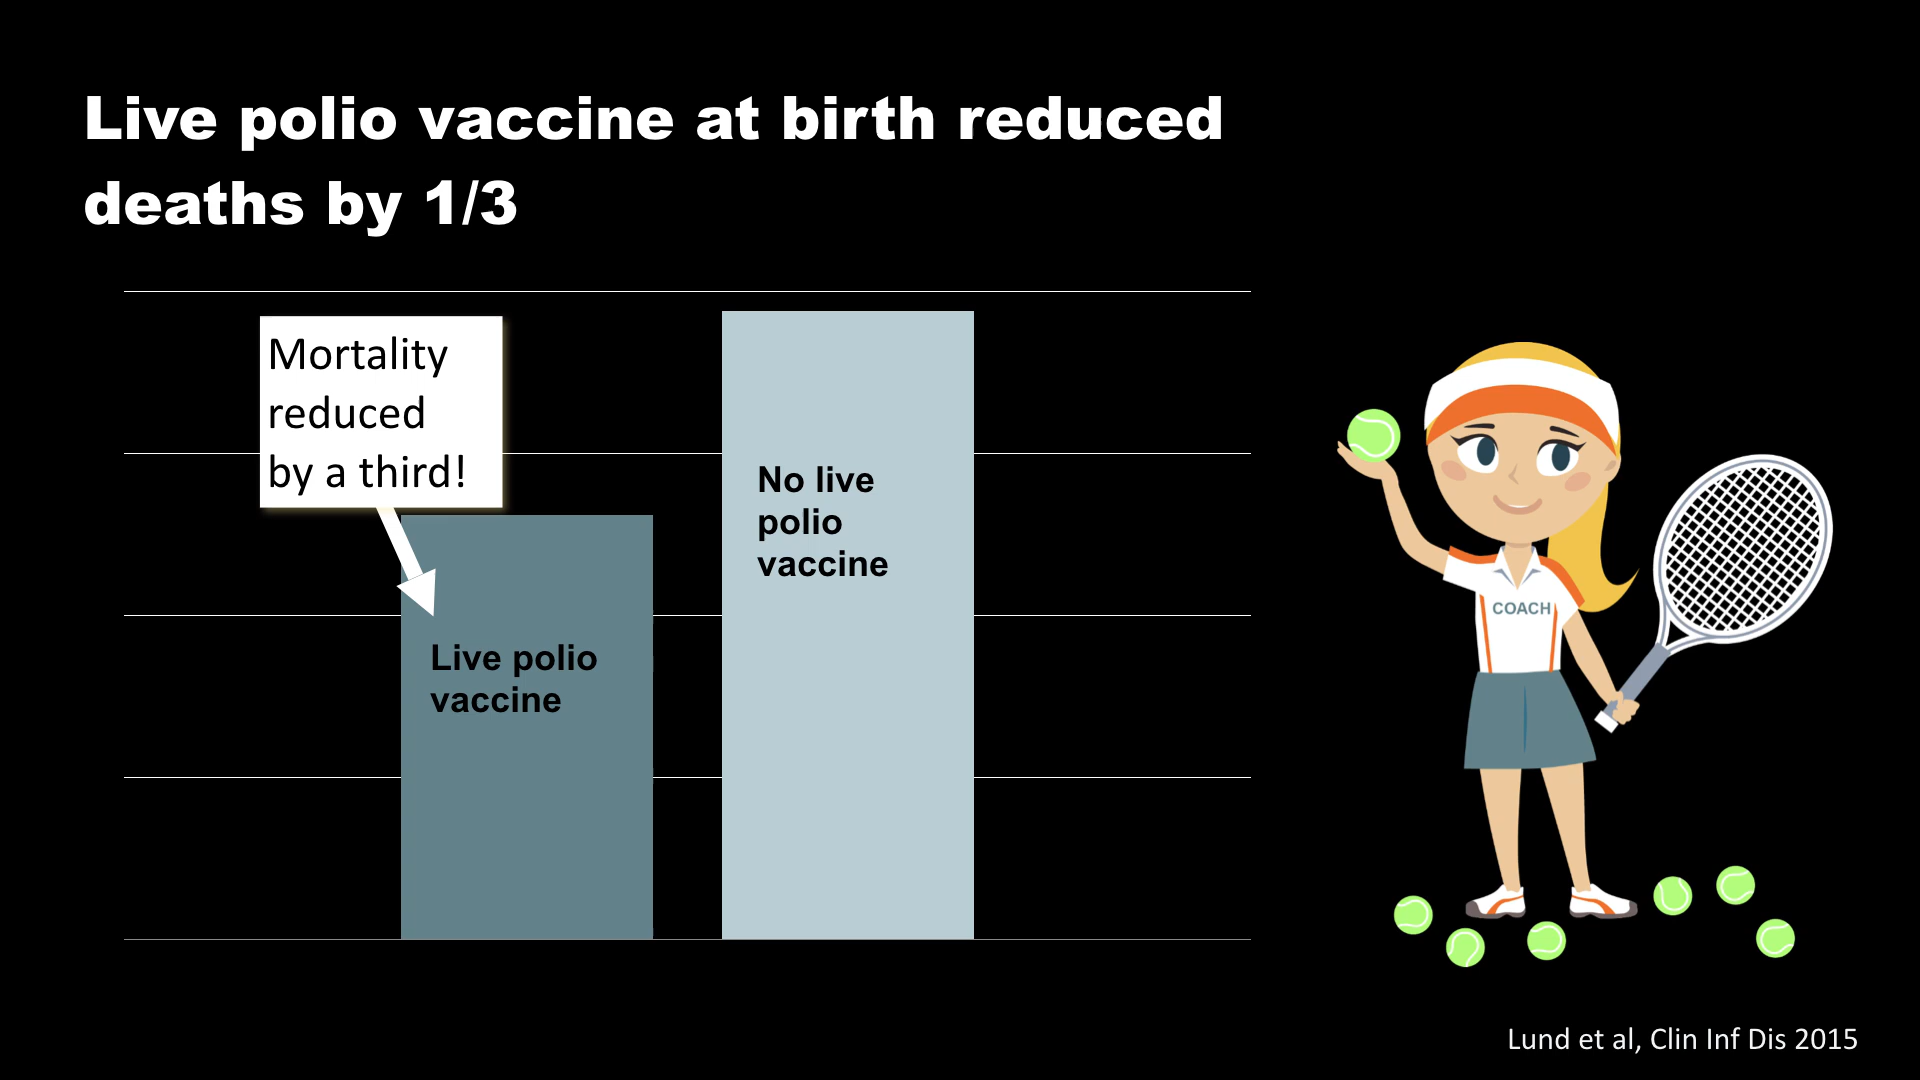 Live polio vaccine at birth reduced
deaths by 1/3
Mortality
reduced
by a third!
No live
polio
vaccine
Live polio
vaccine
COACH
Lund et al, Clin Inf Dis 2015